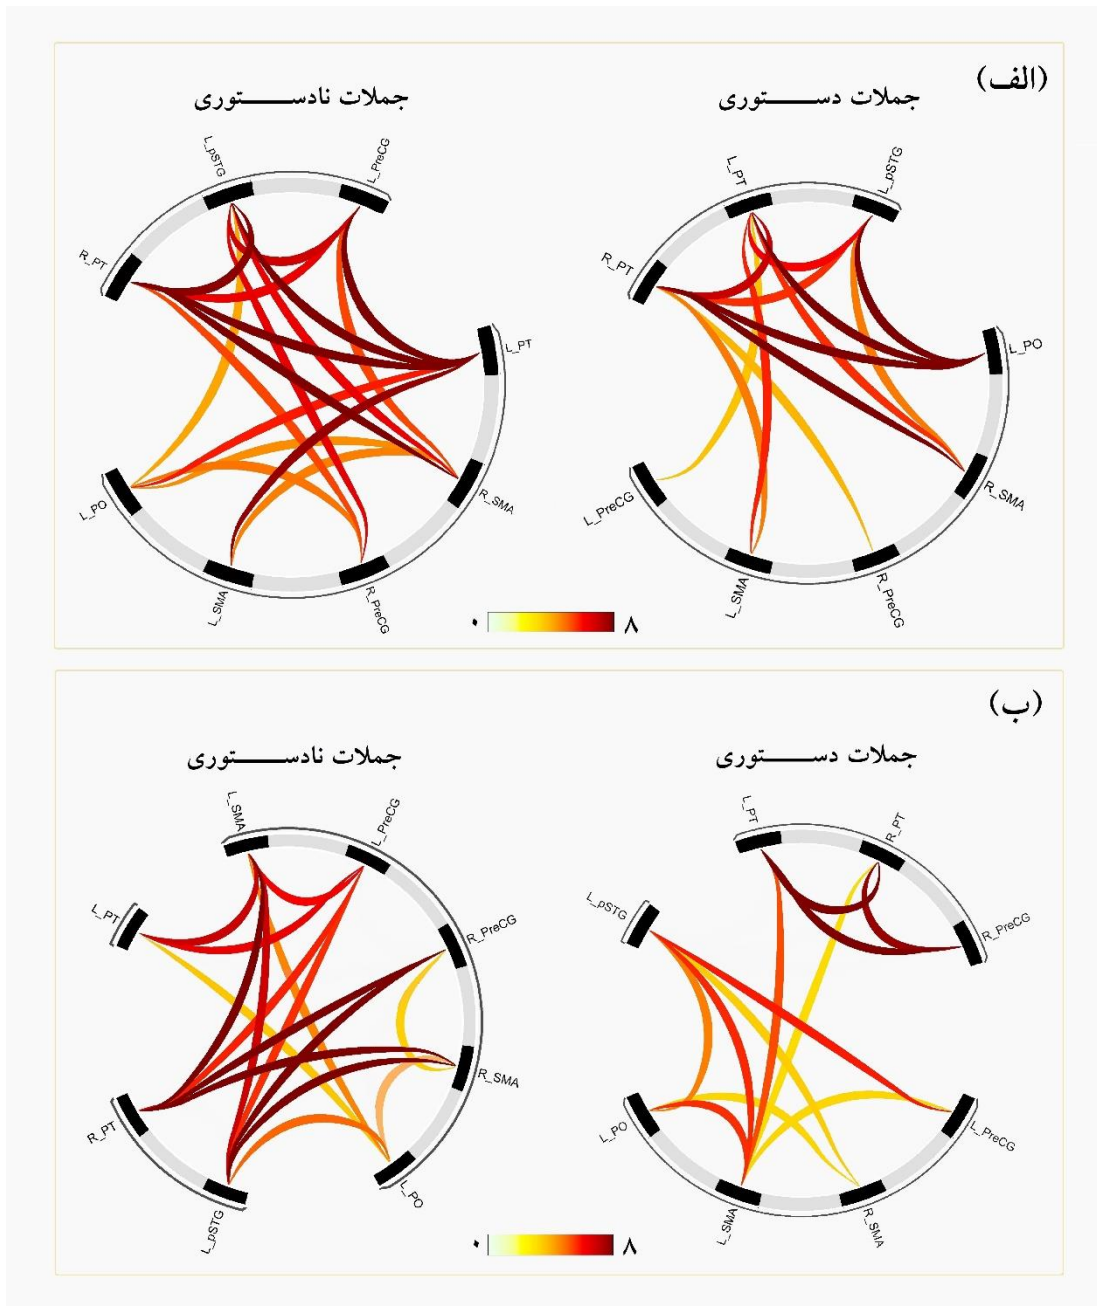 (الف)
جملات دستوری
L_PT
L_pSTG
R_PT
L_PO
L_PreCG
R_SMA
L_SMA
R_PreCG
جملات نادستوری
L_pSTG
L_PreCG
R_PT
L_PT
L_PO
R_SMA
L_SMA
R_PreCG
۰ ۸
(ب)
جملات دستوری
L_PT
R_PT
L_pSTG
R_PreCG
L_PO
L_PreCG
L_SMA
R_SMA
جملات نادستوری
L_SMA
L_PreCG
L_PT
R_PreCG
R_SMA
R_PT
L_PO
L_pSTG
۰ ۸